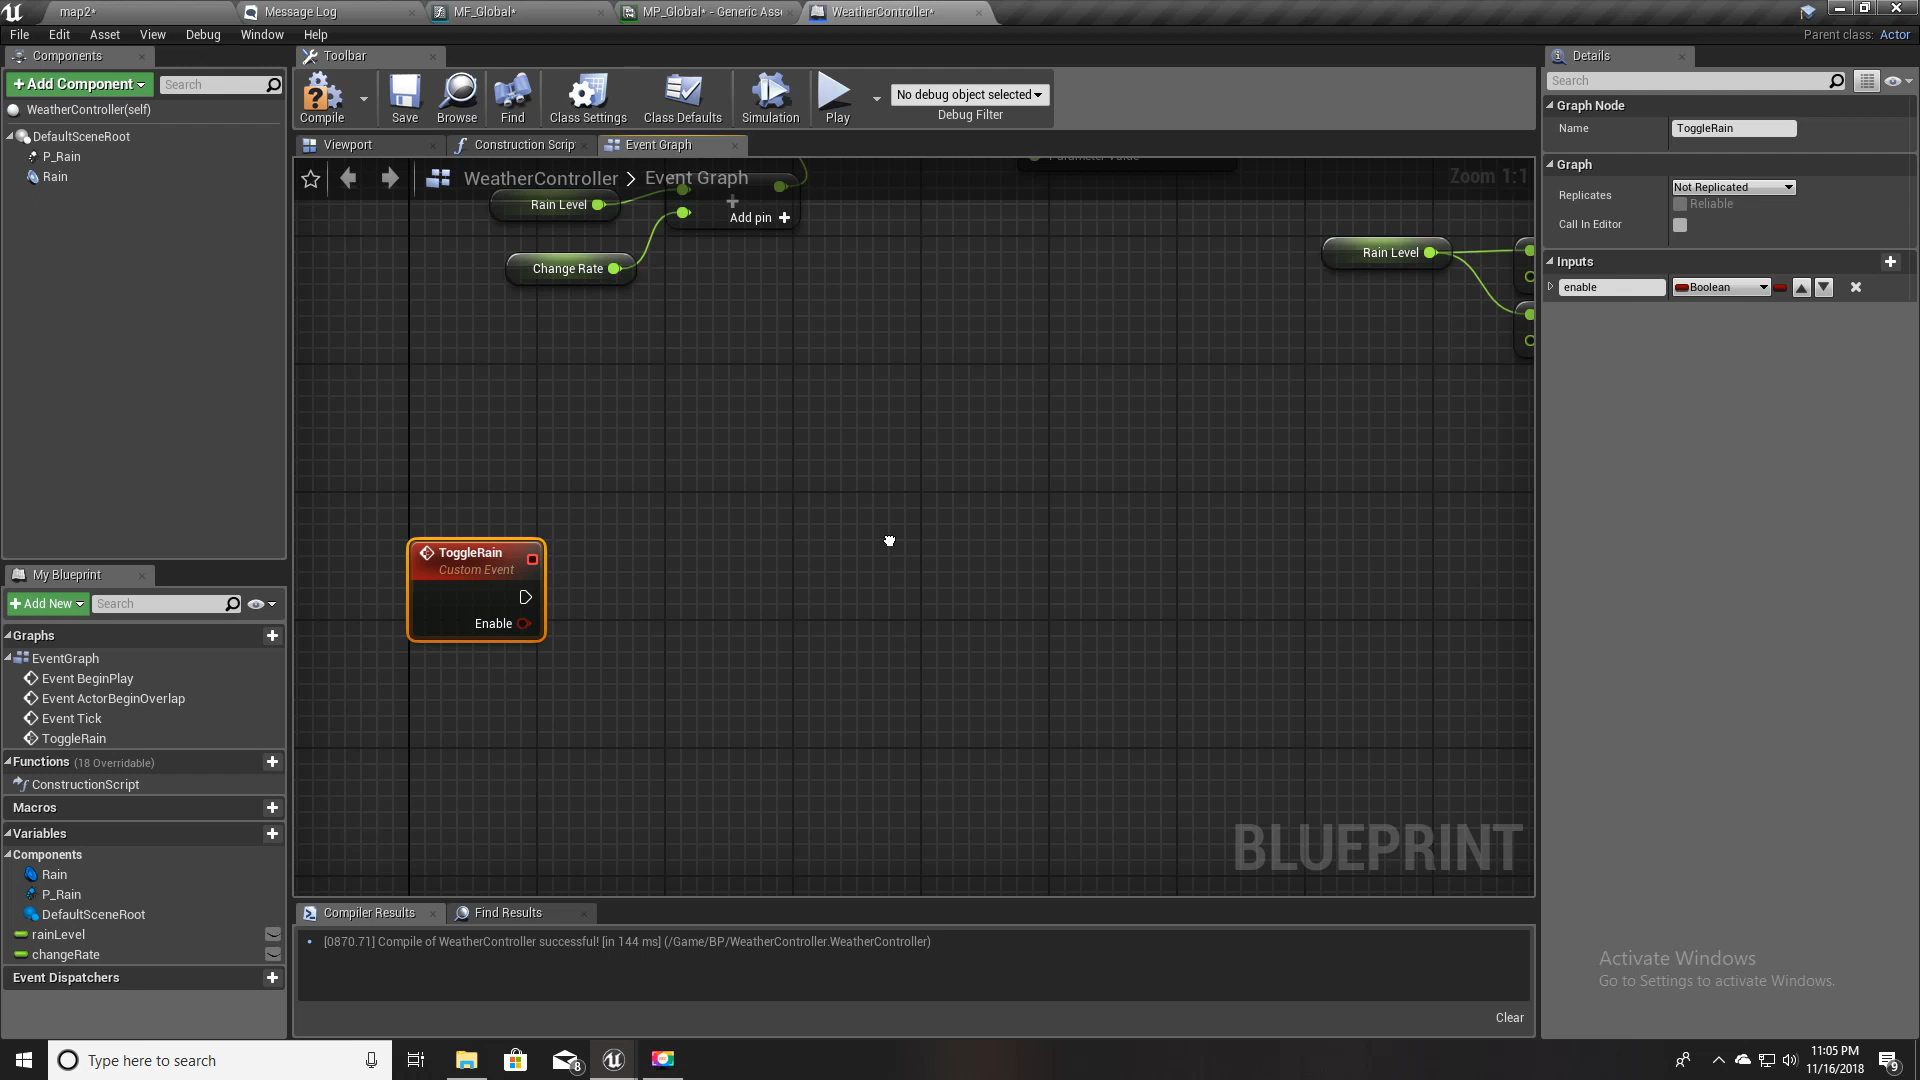 map2*
Message Log
MF_Global*
MP_Global* - Generic Ass
WeatherController*
File Edit Asset View Debug Window Help
Parent class: Actor
Components
+Add Component
Search
WeatherController(self)
DefaultSceneRoot
P_Rain
Rain
Toolbar
Compile
Save
Browse
Find
Class Settings
Class Defaults
Simulation
Play
No debug object selected
Debug Filter
Viewport
Construction Scrip
Event Graph
WeatherController > Event Graph
Zoom 1:1
Parameter Value
Rain Level
Add pin +
Change Rate
Rain Level
ToggleRain
Custom Event
Enable
BLUEPRINT
My Blueprint
+Add New
Search
Graphs
EventGraph
Event BeginPlay
Event ActorBeginOverlap
Event Tick
ToggleRain
Functions (18 Overridable)
ConstructionScript
Macros
Variables
Components
Rain
P_Rain
DefaultSceneRoot
rainLevel
changeRate
Event Dispatchers
Compiler Results
Find Results
[0870.71] Compile of WeatherController successful! [in 144 ms] (/Game/BP/WeatherController.WeatherController)
Clear
Details
Search
Graph Node
Name
ToggleRain
Graph
Replicates
Not Replicated
Reliable
Call In Editor
Inputs
enable
Boolean
Activate Windows
Go to Settings to activate Windows.
Type here to search
8
11:05 PM
11/16/2018
9